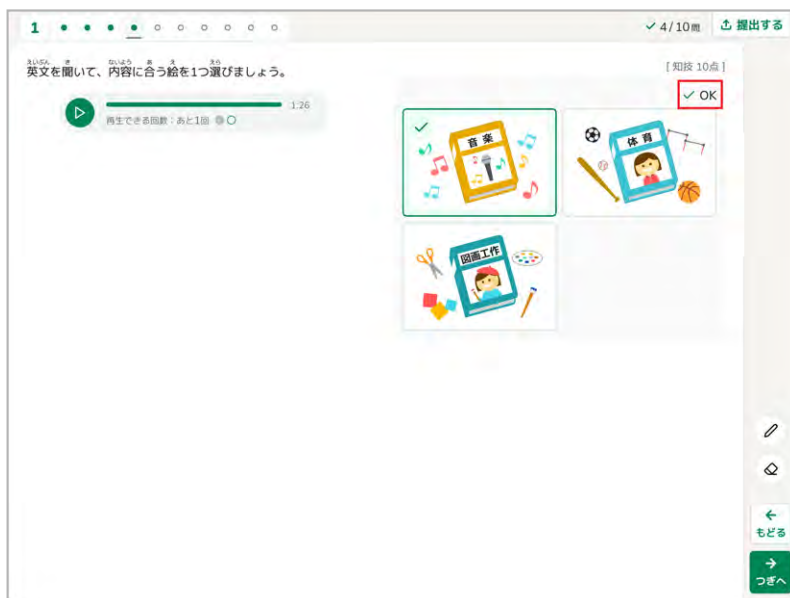 1
4/10問
提出する
えいぶん き ないよう あ え えら
英文を聞いて、内容に合う絵を1つ選びましょう。
[ 知技 10点 ]
OK
1:26
再生できる回数:あと1回
音楽
体育
図画工作
もどる
つぎへ